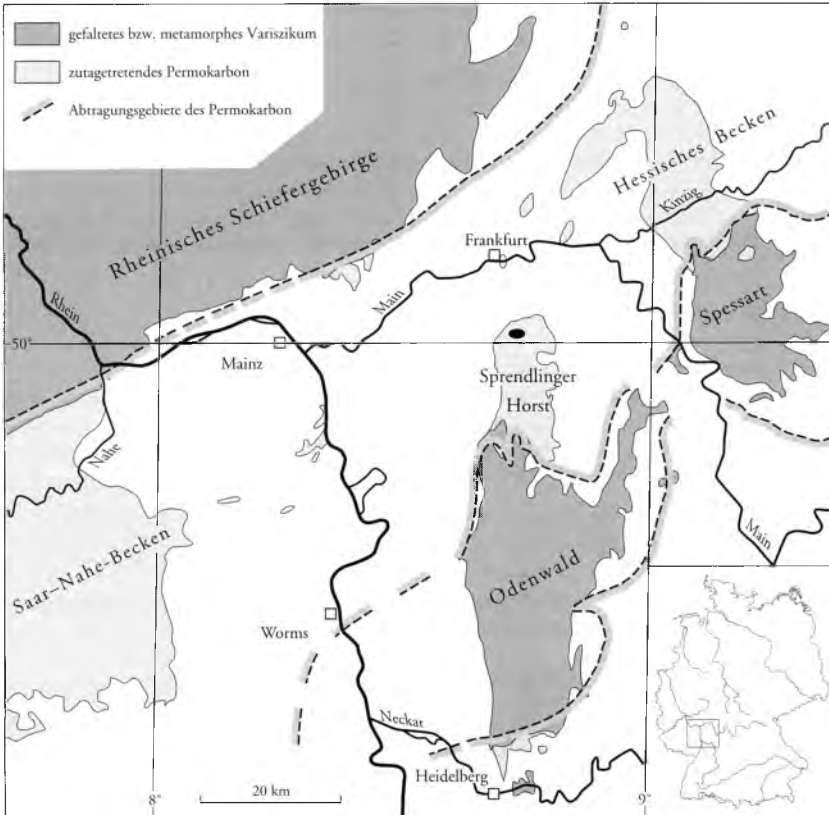 gefaltetes bzw. metamorphes Variszikum
zutagetretendes Permokarbon
Abtragungsgebiete des Permokarbon
Rheinisches Schiefergebirge
Hessisches Becken
Kinzig
Frankfurt
Main
Spessart
Rhein
50°
Mainz
Sprendlinger
Horst
Nahe
Main
Saar–Nahe-Becken
Odenwald
Worms
Neckat
Heidelberg
8°
20 km
9°